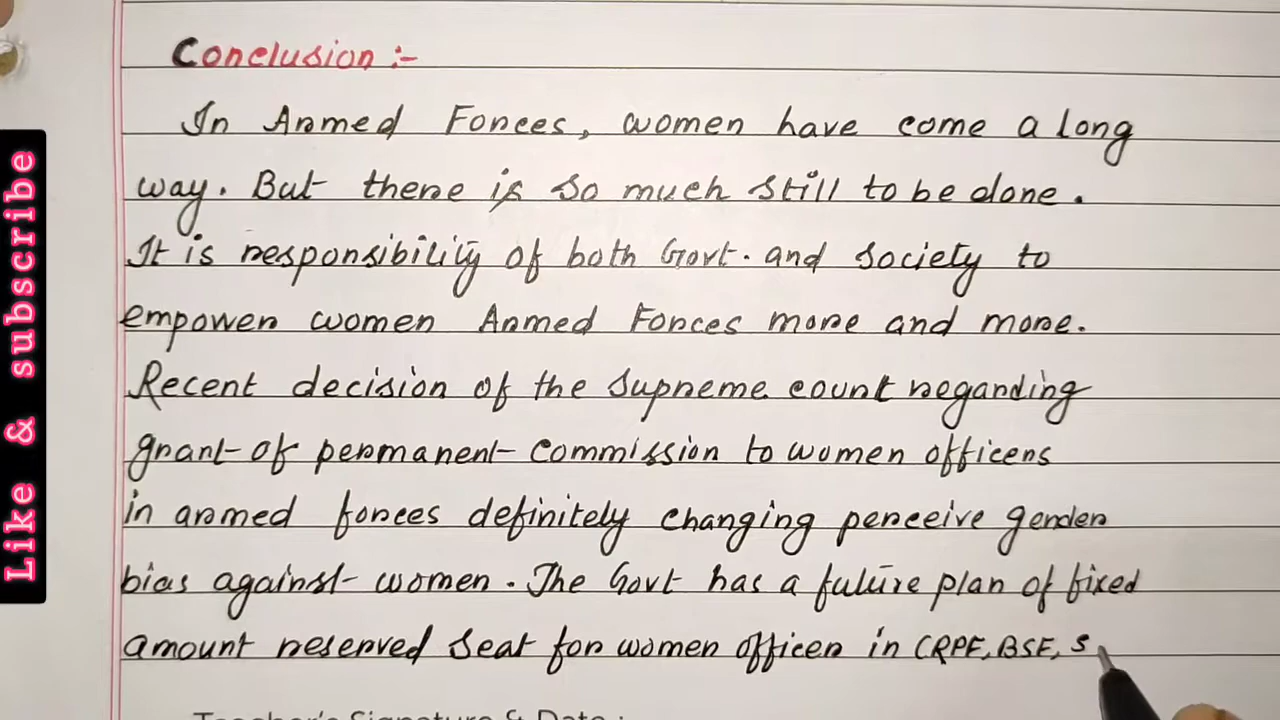 Like & subscribe
Conclusion :-
In Armed Forces, women have come a long
way. But there is so much still to be done.
It is responsibility of both Govt. and society to
empower women Armed Forces more and more.
Recent decision of the Supreme court regarding
grant of permanent commission to women officers
in armed forces definitely changing perceive gender
bias against women. The Govt has a future plan of fixed
amount reserved seat for women officer in CRPF, BSF, S
Teacher's Signature & Date :